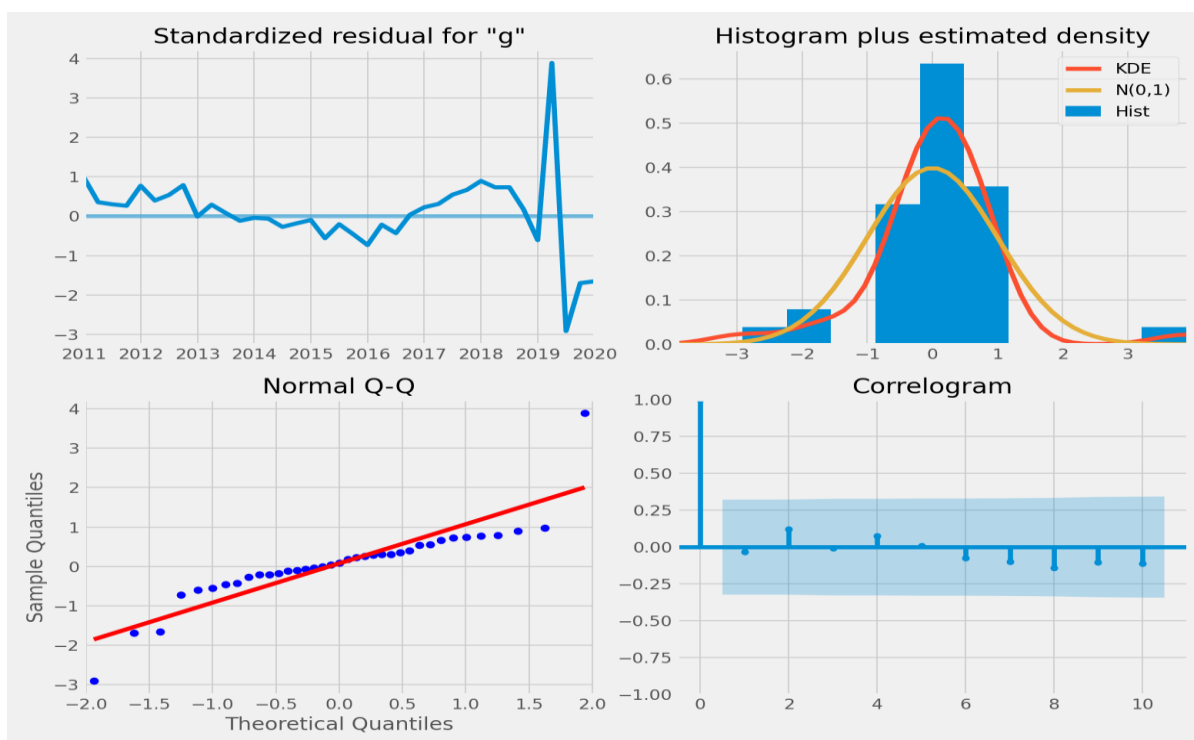 Standardized residual for "g"
4
3
2
1
0
−1
−2
−3
2011 2012 2013 2014 2015 2016 2017 2018 2019 2020
Histogram plus estimated density
KDE
N(0,1)
Hist
0.6
0.5
0.4
0.3
0.2
0.1
0.0
−3 −2 −1 0 1 2 3
Normal Q-Q
Sample Quantiles
4
3
2
1
0
−1
−2
−3
−2.0 −1.5 −1.0 −0.5 0.0 0.5 1.0 1.5 2.0
Theoretical Quantiles
Correlogram
1.00
0.75
0.50
0.25
0.00
−0.25
−0.50
−0.75
−1.00
0 2 4 6 8 10